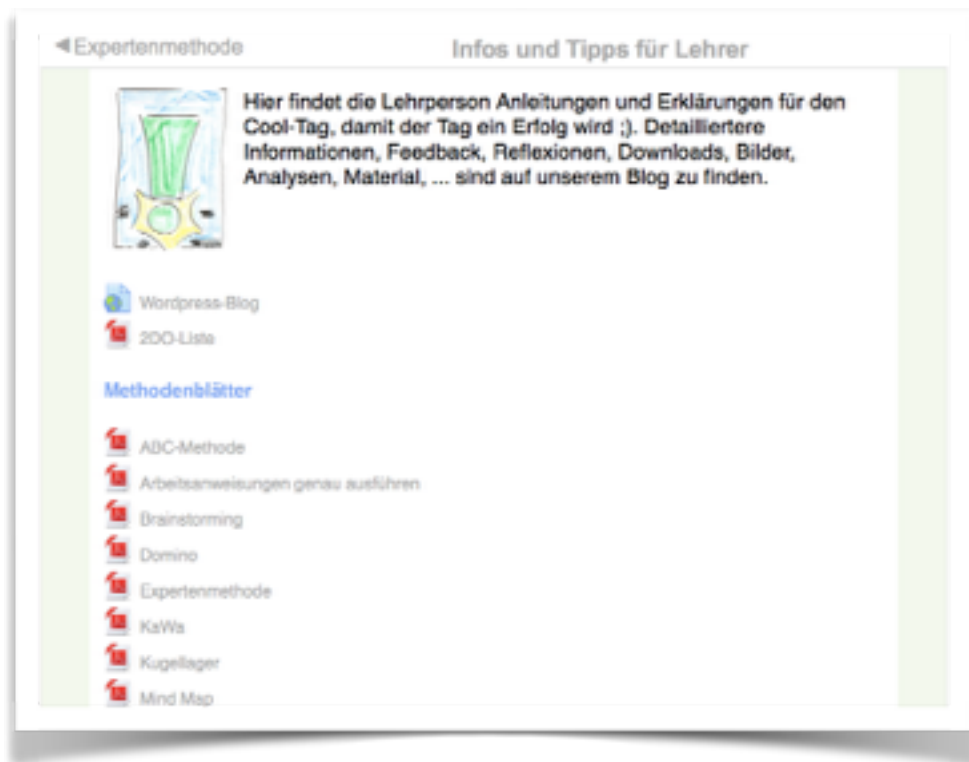 ◀Expertenmethode
Infos und Tipps für Lehrer
Hier findet die Lehrperson Anleitungen und Erklärungen für den
Cool-Tag, damit der Tag ein Erfolg wird ;). Detailliertere
Informationen, Feedback, Reflexionen, Downloads, Bilder,
Analysen, Material, ... sind auf unserem Blog zu finden.
Wordpress-Blog
2DO-Liste
Methodenblätter
ABC-Methode
Arbeitsanweisungen genau ausführen
Brainstorming
Domino
Expertenmethode
KaWa
Kugellager
Mind Map